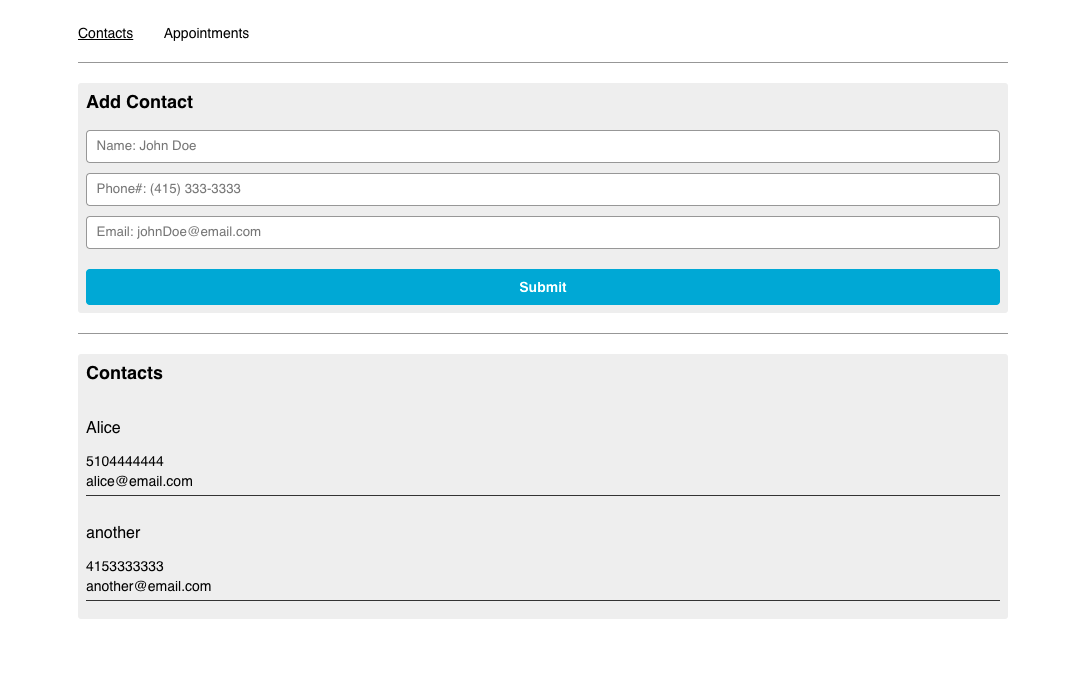 Contacts Appointments
Add Contact
Name: John Doe
Phone#: (415) 333-3333
Email: johnDoe@email.com
Submit
Contacts
Alice
5104444444
alice@email.com
another
4153333333
another@email.com